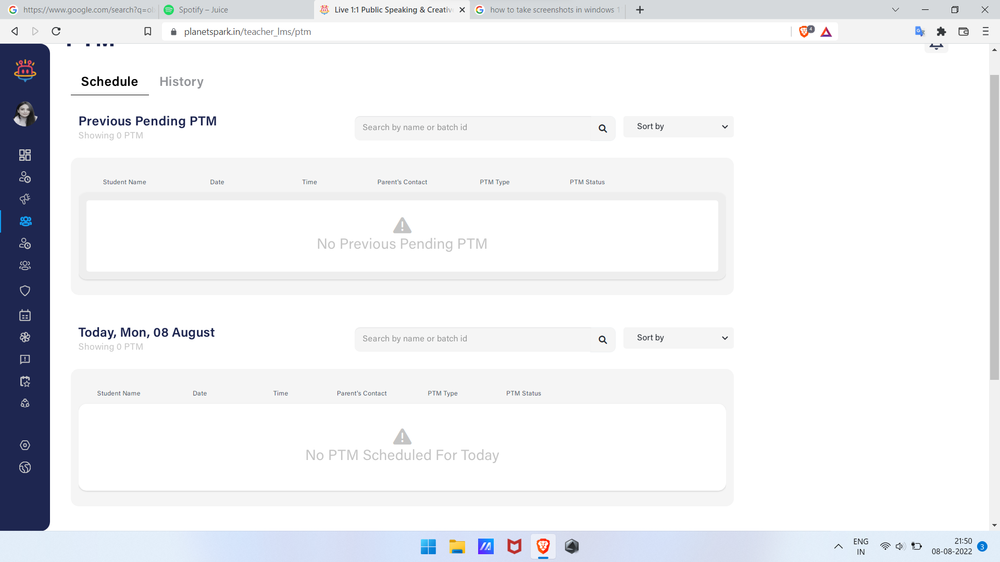 https://www.google.com/search?q=ol
Spotify – Juice
Live 1:1 Public Speaking & Creativ
how to take screenshots in windows 1
planetspark.in/teacher_lms/ptm
4
PTM
Schedule
History
Previous Pending PTM
Showing 0 PTM
Search by name or batch id
Sort by
Student Name
Date
Time
Parent's Contact
PTM Type
PTM Status
No Previous Pending PTM
Today, Mon, 08 August
Showing 0 PTM
Search by name or batch id
Sort by
Student Name
Date
Time
Parent's Contact
PTM Type
PTM Status
No PTM Scheduled For Today
ENG
IN
21:50
08-08-2022
3